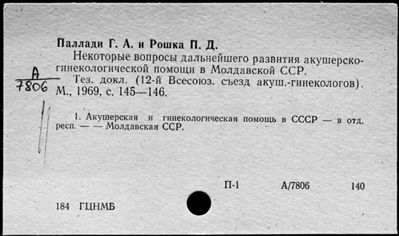 Паллади Г. А. и Рошка П. Д.
Некоторые вопросы дальнейшего развития акушерско-
гинекологической помощи в Молдавской ССР.
А
7806
Тез. докл. (12-й Всесоюз. съезд акуш.-гинекологов).
М., 1969, с. 145—146.
1. Акушерская и гинекологическая помощь в СССР — в отд.
респ. — — Молдавская ССР.
П-1 А/7806 140
184 ГЦНМБ